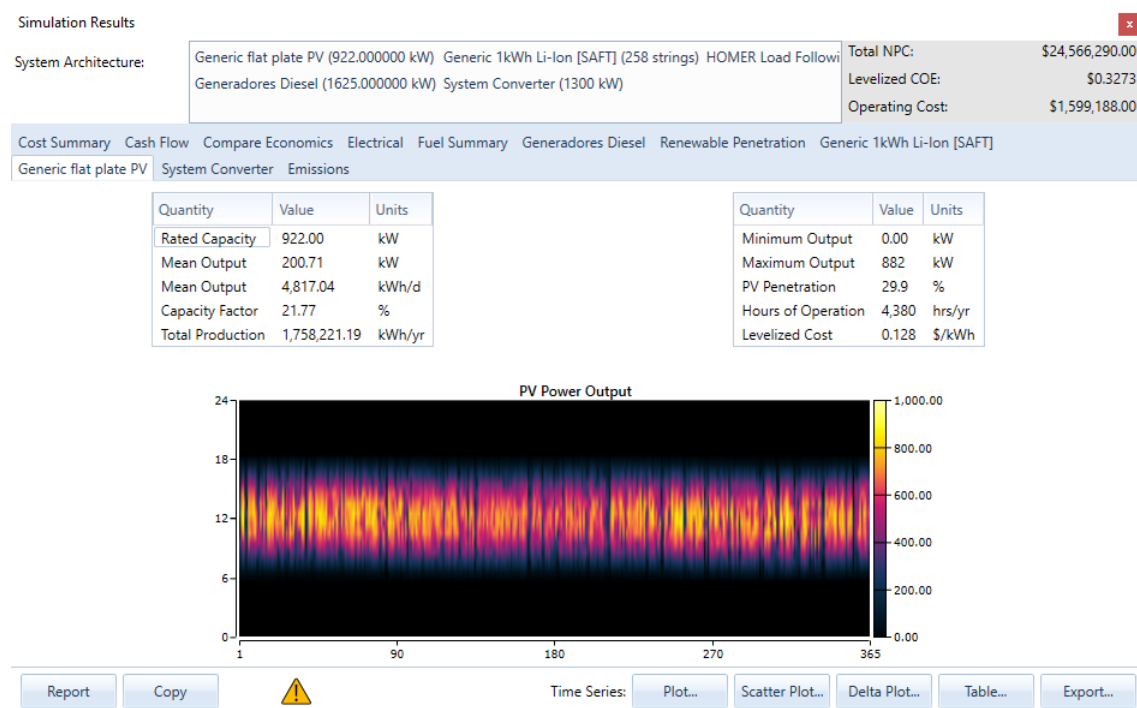 Simulation Results
x
System Architecture:
Generic flat plate PV (922.000000 kW) Generic 1kWh Li-Ion [SAFT] (258 strings) HOMER Load Followi
Generadores Diesel (1625.000000 kW) System Converter (1300 kW)
Total NPC: $24,566,290.00
Levelized COE: $0.3273
Operating Cost: $1,599,188.00
Cost Summary Cash Flow Compare Economics Electrical Fuel Summary Generadores Diesel Renewable Penetration Generic 1kWh Li-Ion [SAFT]
Generic flat plate PV System Converter Emissions
Quantity Value Units
Rated Capacity 922.00 kW
Mean Output 200.71 kW
Mean Output 4,817.04 kWh/d
Capacity Factor 21.77 %
Total Production 1,758,221.19 kWh/yr
Quantity Value Units
Minimum Output 0.00 kW
Maximum Output 882 kW
PV Penetration 29.9 %
Hours of Operation 4,380 hrs/yr
Levelized Cost 0.128 $/kWh
PV Power Output
24
18
12
6
0
1 90 180 270 365
1,000.00
800.00
600.00
400.00
200.00
0.00
Report Copy Time Series: Plot... Scatter Plot... Delta Plot... Table... Export...